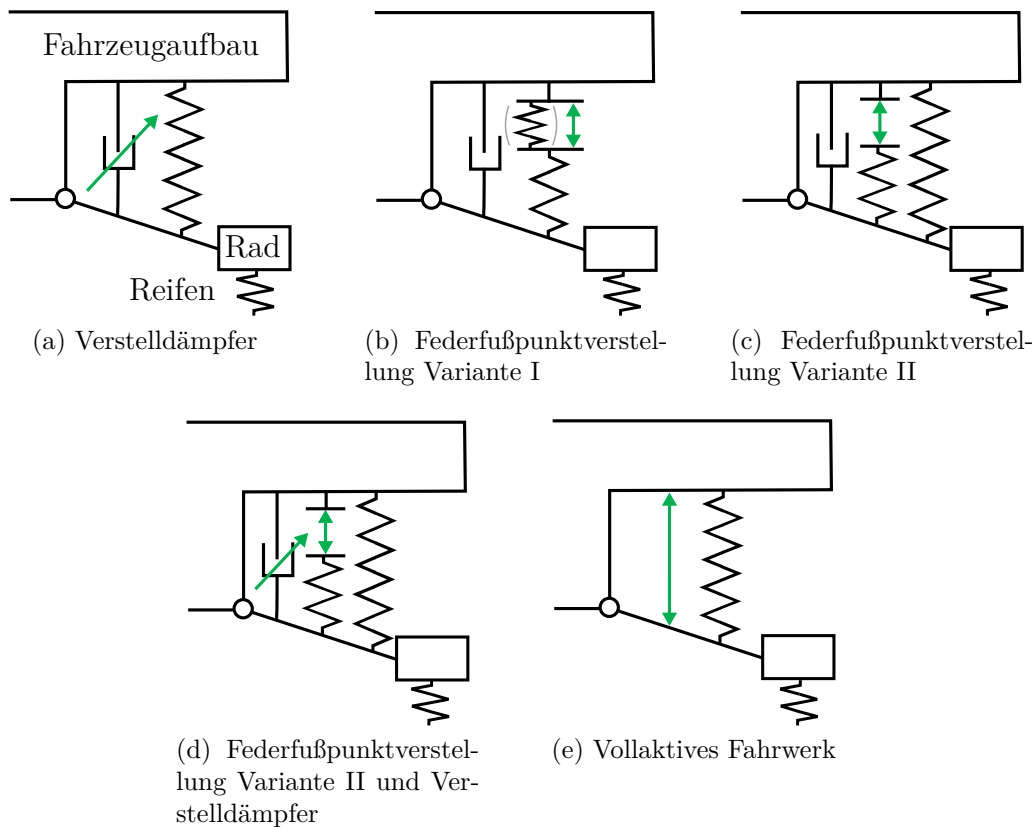 Fahrzeugaufbau
Rad
Reifen
(a) Verstelldämpfer
(b) Federfußpunktverstel-
lung Variante I
(c) Federfußpunktverstel-
lung Variante II
(d) Federfußpunktverstel-
lung Variante II und Ver-
stelldämpfer
(e) Vollaktives Fahrwerk